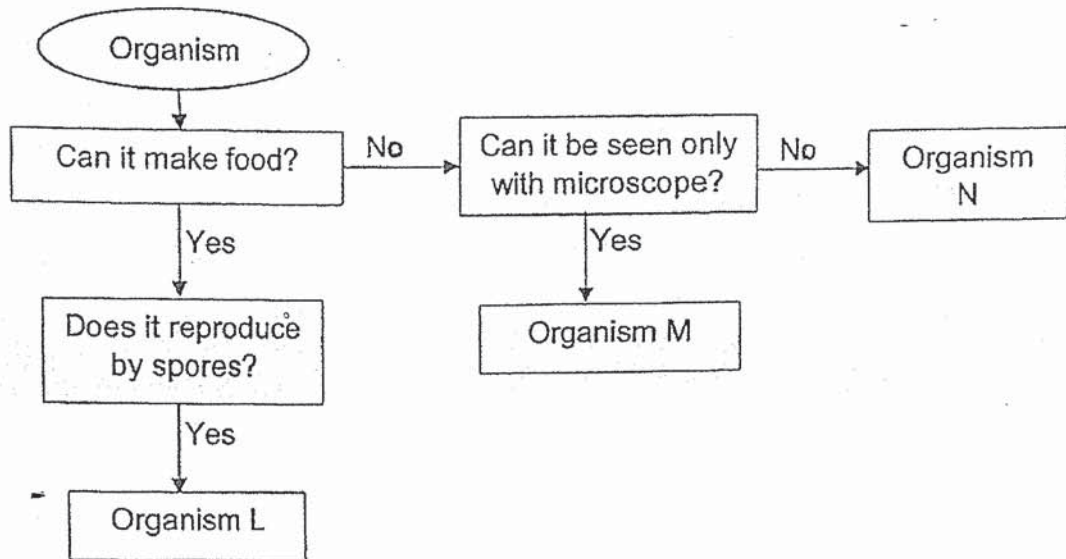 Organism
Can it make food?
No
Can it be seen only
with microscope?
No
Organism
N
Yes
Yes
Does it reproduce
by spores?
Organism M
Yes
Organism L